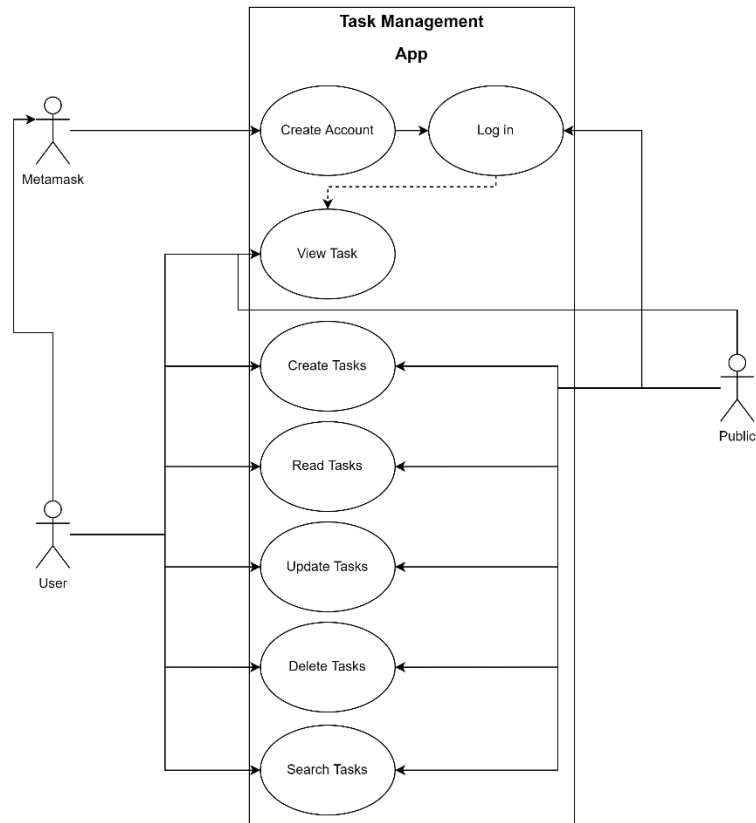 Task Management
App
Create Account
Log in
Metamask
View Task
Create Tasks
Public
Read Tasks
User
Update Tasks
Delete Tasks
Search Tasks